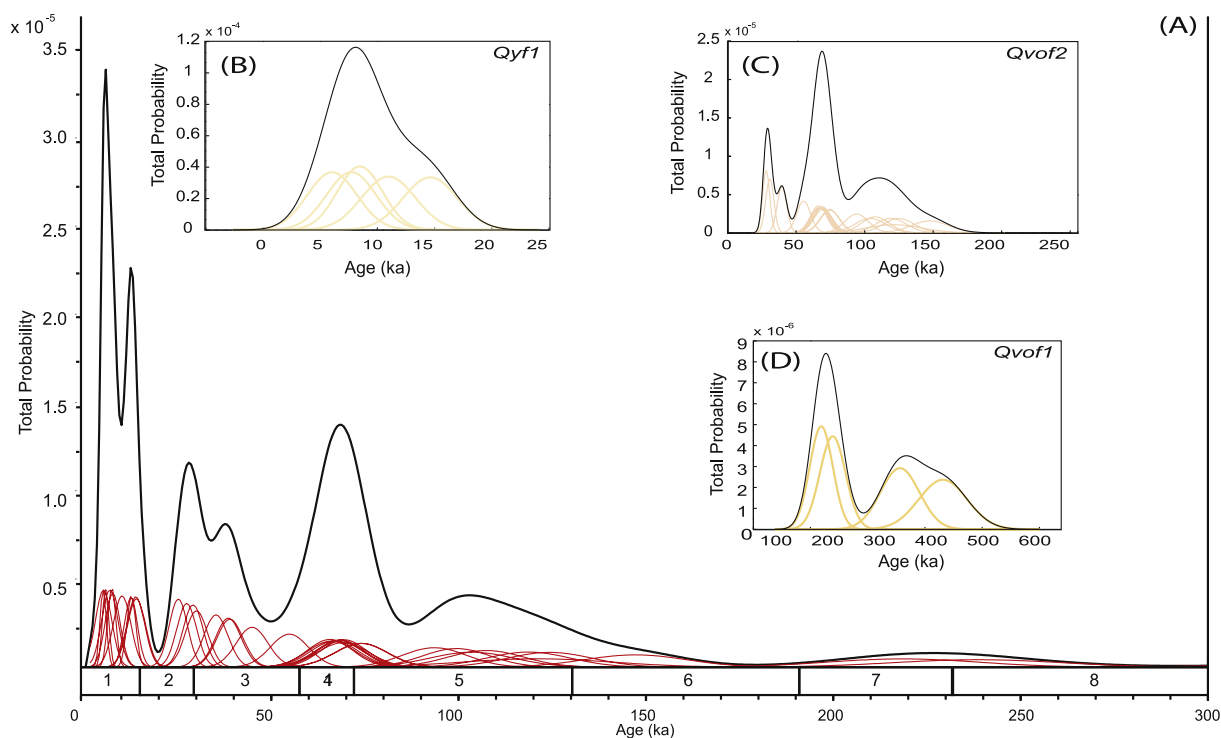 x 10⁻⁵
(A)
3.5
3.0
2.5
2.0
1.5
1.0
0.5
Total Probability
1 2 3 4 5 6 7 8
0 50 100 150 200 250 300
Age (ka)
x 10⁻⁴
(B)
Qyf1
1.2
1
0.8
0.6
0.4
0.2
0
Total Probability
0 5 10 15 20 25
Age (ka)
x 10⁻⁵
(C)
Qvof2
2.5
2
1.5
1
0.5
0
Total Probability
0 50 100 150 200 250
Age (ka)
x 10⁻⁶
(D)
Qvof1
9
8
7
6
5
4
3
2
1
0
Total Probability
100 200 300 400 500 600
Age (ka)